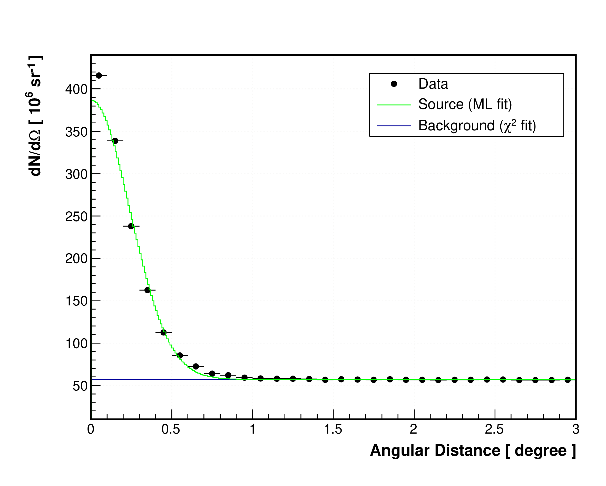 dN/dΩ [ 10⁶ sr⁻¹ ]
400
350
300
250
200
150
100
50
Data
Source (ML fit)
Background (χ² fit)
0 0.5 1 1.5 2 2.5 3
Angular Distance [ degree ]